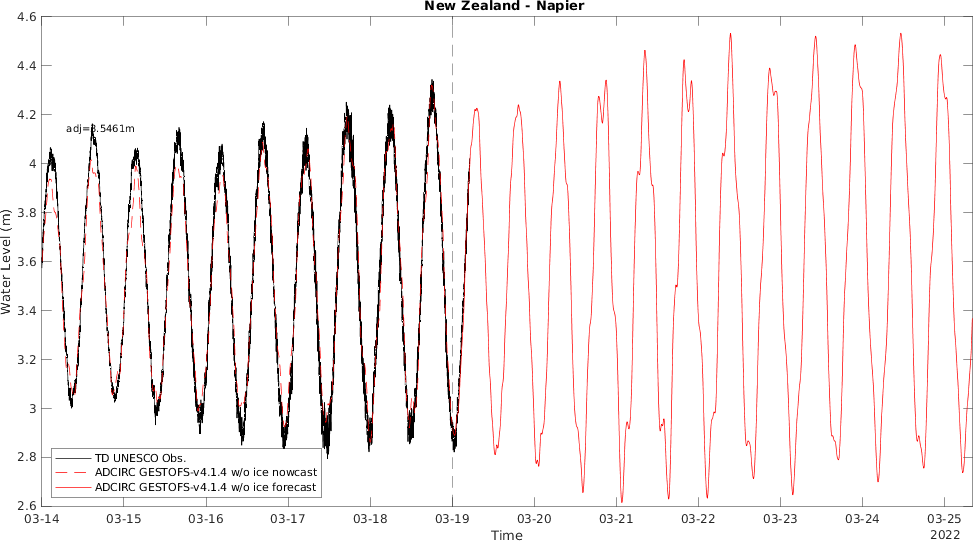 New Zealand - Napier
4.6
4.4
4.2
4
3.8
3.6
3.4
3.2
3
2.8
2.6
Water Level (m)
adj=3.5461m
TD UNESCO Obs.
ADCIRC GESTOFS-v4.1.4 w/o ice nowcast
ADCIRC GESTOFS-v4.1.4 w/o ice forecast
03-14 03-15 03-16 03-17 03-18 03-19 03-20 03-21 03-22 03-23 03-24 03-25
Time
2022